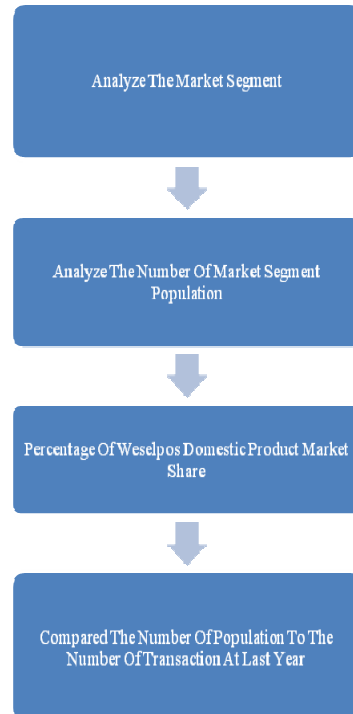 Analyze The Market Segment
Analyze The Number Of Market Segment
Population
Percentage Of Weselpos Domestic Product Market
Share
Compared The Number Of Population To The
Number Of Transaction At Last Year